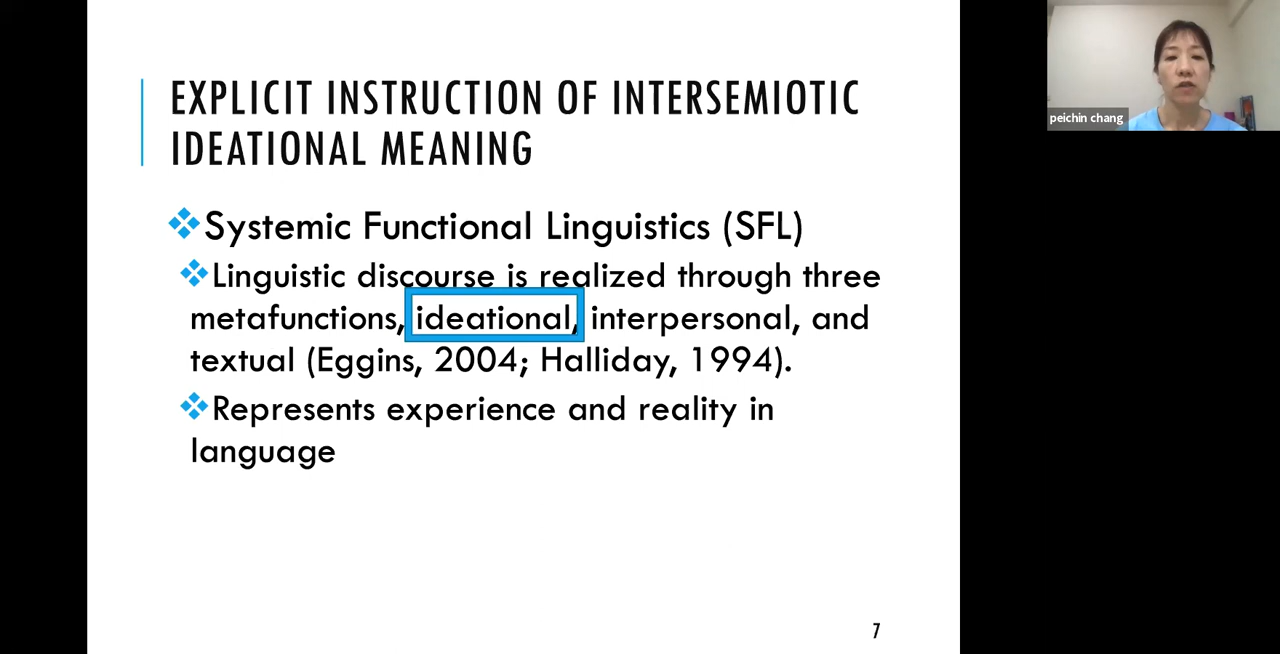 EXPLICIT INSTRUCTION OF INTERSEMIOTIC
IDEATIONAL MEANING
Systemic Functional Linguistics (SFL)
Linguistic discourse is realized through three
metafunctions, ideational, interpersonal, and
textual (Eggins, 2004; Halliday, 1994).
Represents experience and reality in
language
7
peichin chang